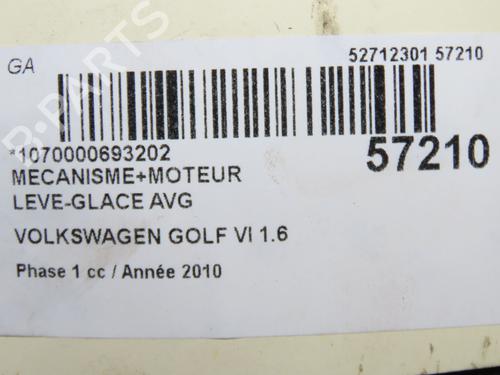 GA
52712301 57210
*1070000693202
57210
MECANISME+MOTEUR
LEVE-GLACE AVG
VOLKSWAGEN GOLF VI 1.6
Phase 1 cc / Année 2010
B-PARTS